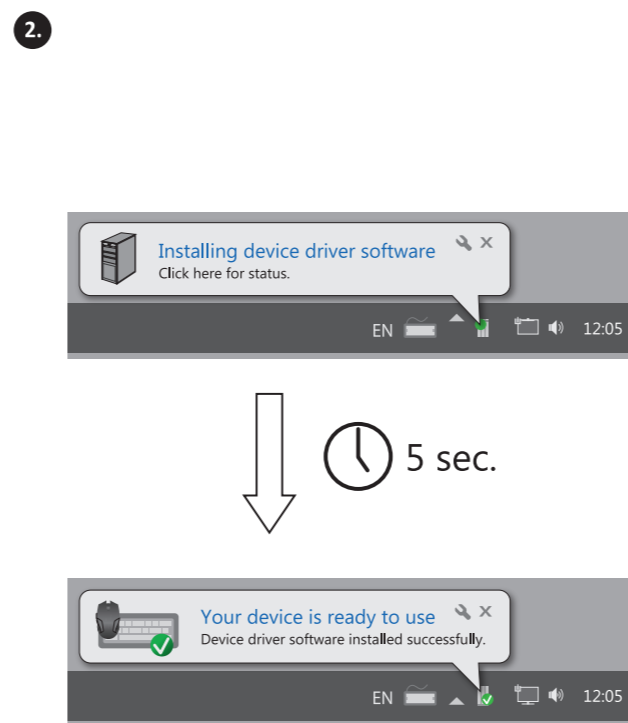 2.
Installing device driver software
Click here for status.
EN 12:05
5 sec.
Your device is ready to use
Device driver software installed successfully.
EN 12:05